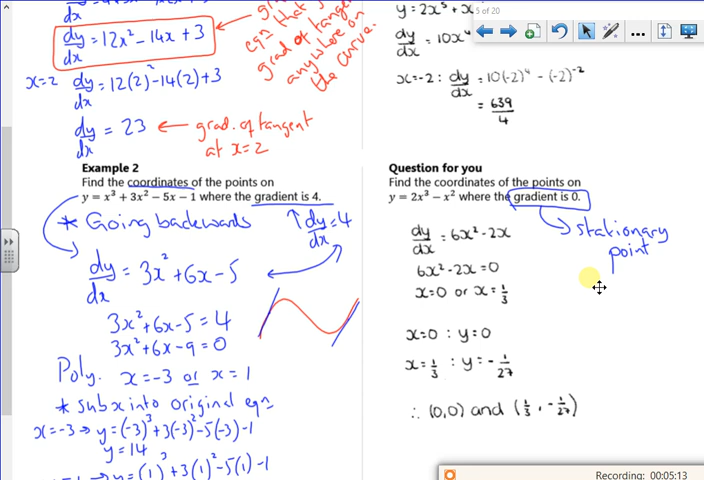 dx
dy/dx = 12x² - 14x + 3
eqn that
grad of tangent
anywhere on
the curve.
x=2 dy/dx = 12(2)² - 14(2) + 3
dy/dx = 23 ← grad. of tangent
at x=2
Example 2
Find the coordinates of the points on
y = x³ + 3x² − 5x − 1 where the gradient is 4.
* Going backwards
↑ dy/dx = 4
dy/dx = 3x² + 6x - 5
3x² + 6x - 5 = 4
3x² + 6x - 9 = 0
Poly. x = -3 or x = 1
* sub x into original eqn
x = -3 → y = (-3)³ + 3(-3)² - 5(-3) - 1
y = 14
→ y = (1)³ + 3(1)² - 5(1) - 1
y = 2x⁵ + x
5 of 20
dy/dx = 10x⁴
x = -2 : dy/dx = 10(-2)⁴ - (-2)⁻²
= 639/4
Question for you
Find the coordinates of the points on
y = 2x³ − x² where the gradient is 0.
→ stationary
point
dy/dx = 6x² - 2x
6x² - 2x = 0
x = 0 or x = 1/3
x = 0 : y = 0
x = 1/3 : y = - 1/27
∴ (0,0) and (1/3, -1/27)
Recording: 00:05:13